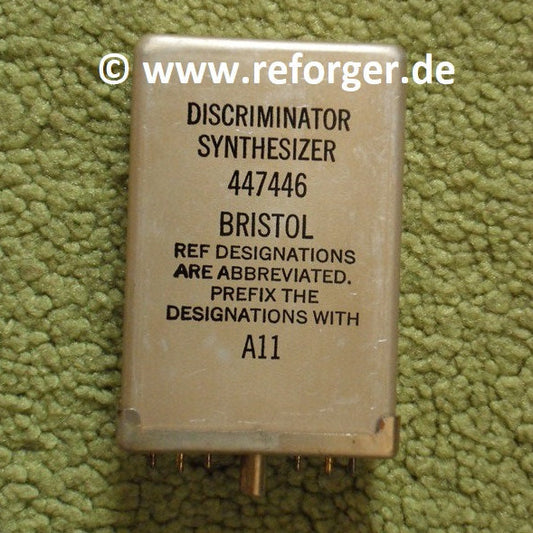 © www.reforger.de
DISCRIMINATOR
SYNTHESIZER
447446
BRISTOL
REF DESIGNATIONS
ARE ABBREVIATED.
PREFIX THE
DESIGNATIONS WITH
A11